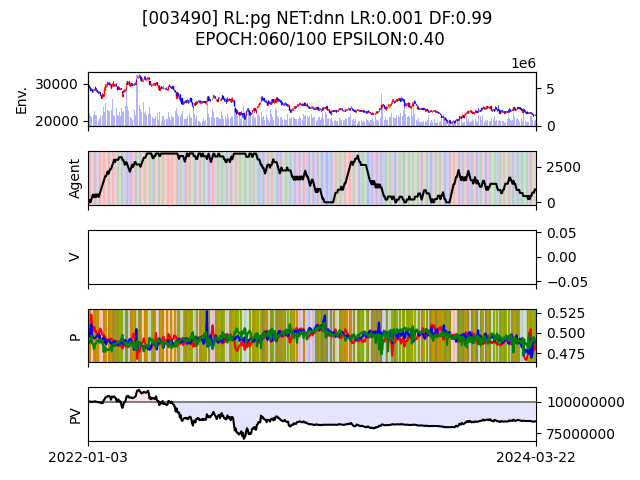 [003490] RL:pg NET:dnn LR:0.001 DF:0.99
EPOCH:060/100 EPSILON:0.40
1e6
Env.
30000
20000
5
0
Agent
2500
0
V
0.05
0.00
−0.05
P
0.525
0.500
0.475
PV
100000000
75000000
2022-01-03
2024-03-22